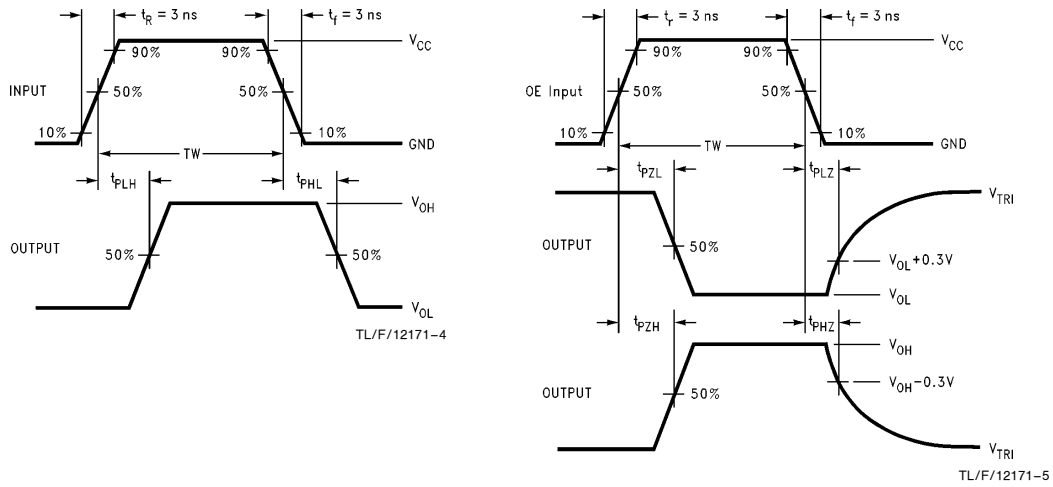 t_R = 3 ns
t_f = 3 ns
V_CC
90%
90%
INPUT
50%
50%
10%
10%
GND
TW
t_PLH
t_PHL
V_OH
OUTPUT
50%
50%
V_OL
TL/F/12171–4
t_r = 3 ns
t_f = 3 ns
V_CC
90%
90%
OE Input
50%
50%
10%
10%
GND
TW
t_PZL
t_PLZ
V_TRI
OUTPUT
50%
V_OL+0.3V
V_OL
t_PZH
t_PHZ
V_OH
V_OH–0.3V
OUTPUT
50%
V_TRI
TL/F/12171–5